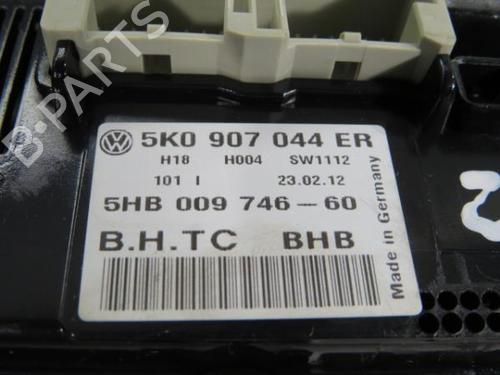 B-PARTS
5K0 907 044 ER
H18 H004 SW1112
101 I 23.02.12
5HB 009 746-60
B.H.TC BHB
Made in Germany